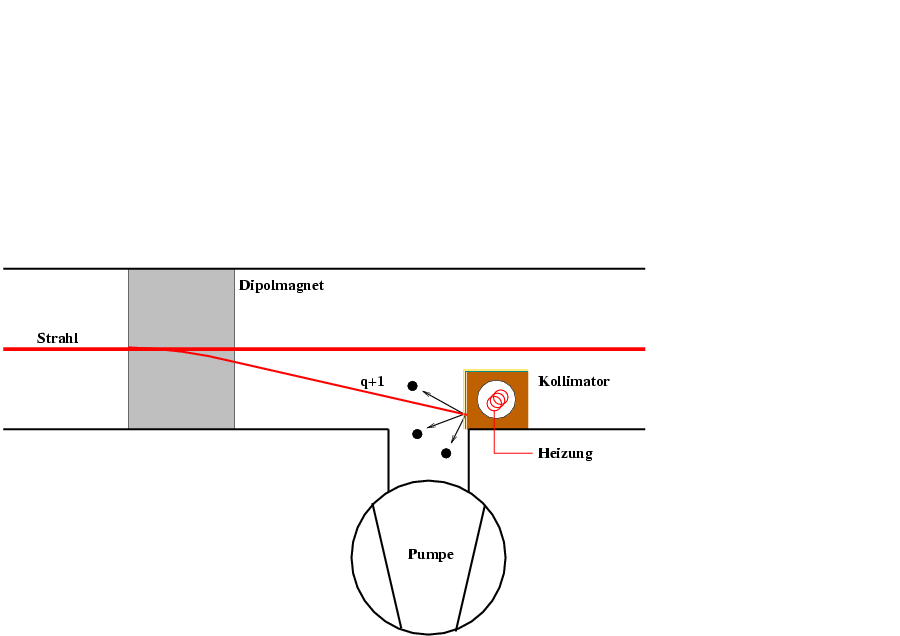 Dipolmagnet
Strahl
q+1
Kollimator
Heizung
Pumpe